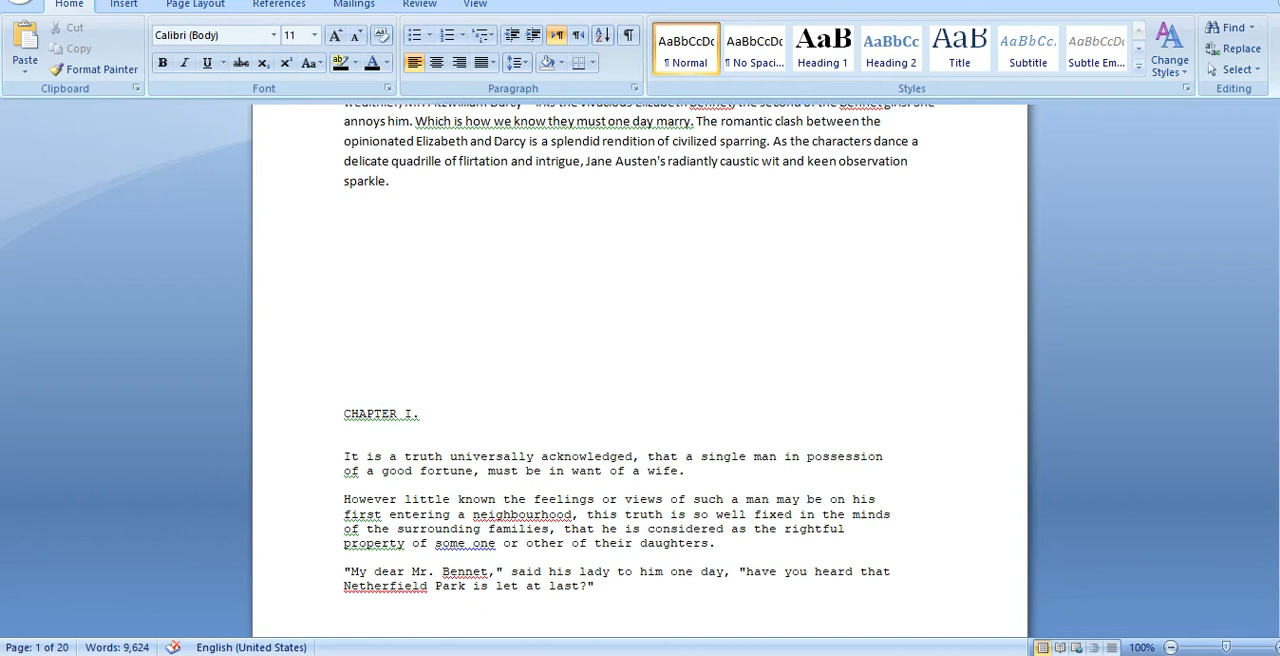 Home Insert Page Layout References Mailings Review View
Cut
Copy
Format Painter
Paste
Clipboard
Calibri (Body) 11
Font
Paragraph
AaBbCcDc AaBbCcDc AaB AaBbCc AaB AaBbCc. AaBbCcDc
¶ Normal ¶ No Spaci... Heading 1 Heading 2 Title Subtitle Subtle Em...
Change Styles
Styles
Find
Replace
Select
Editing
annoys him. Which is how we know they must one day marry. The romantic clash between the
opinionated Elizabeth and Darcy is a splendid rendition of civilized sparring. As the characters dance a
delicate quadrille of flirtation and intrigue, Jane Austen's radiantly caustic wit and keen observation
sparkle.
CHAPTER I.
It is a truth universally acknowledged, that a single man in possession
of a good fortune, must be in want of a wife.
However little known the feelings or views of such a man may be on his
first entering a neighbourhood, this truth is so well fixed in the minds
of the surrounding families, that he is considered as the rightful
property of some one or other of their daughters.
"My dear Mr. Bennet," said his lady to him one day, "have you heard that
Netherfield Park is let at last?"
Page: 1 of 20 Words: 9,624 English (United States) 100%